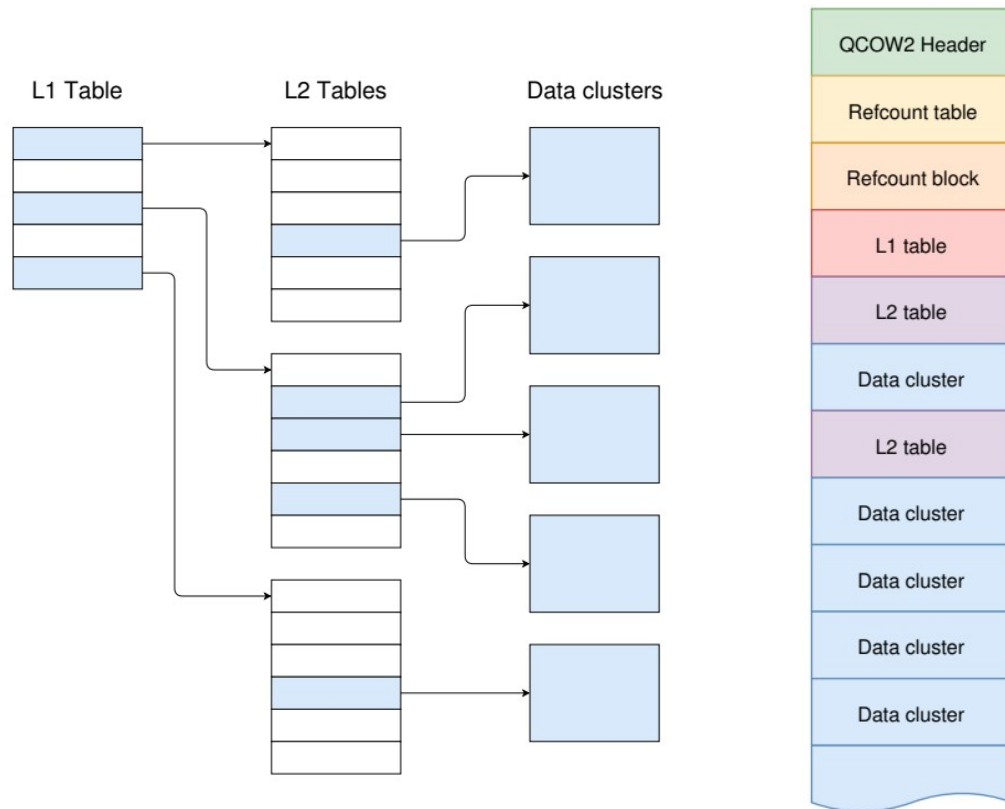 L1 Table
L2 Tables
Data clusters
QCOW2 Header
Refcount table
Refcount block
L1 table
L2 table
Data cluster
L2 table
Data cluster
Data cluster
Data cluster
Data cluster